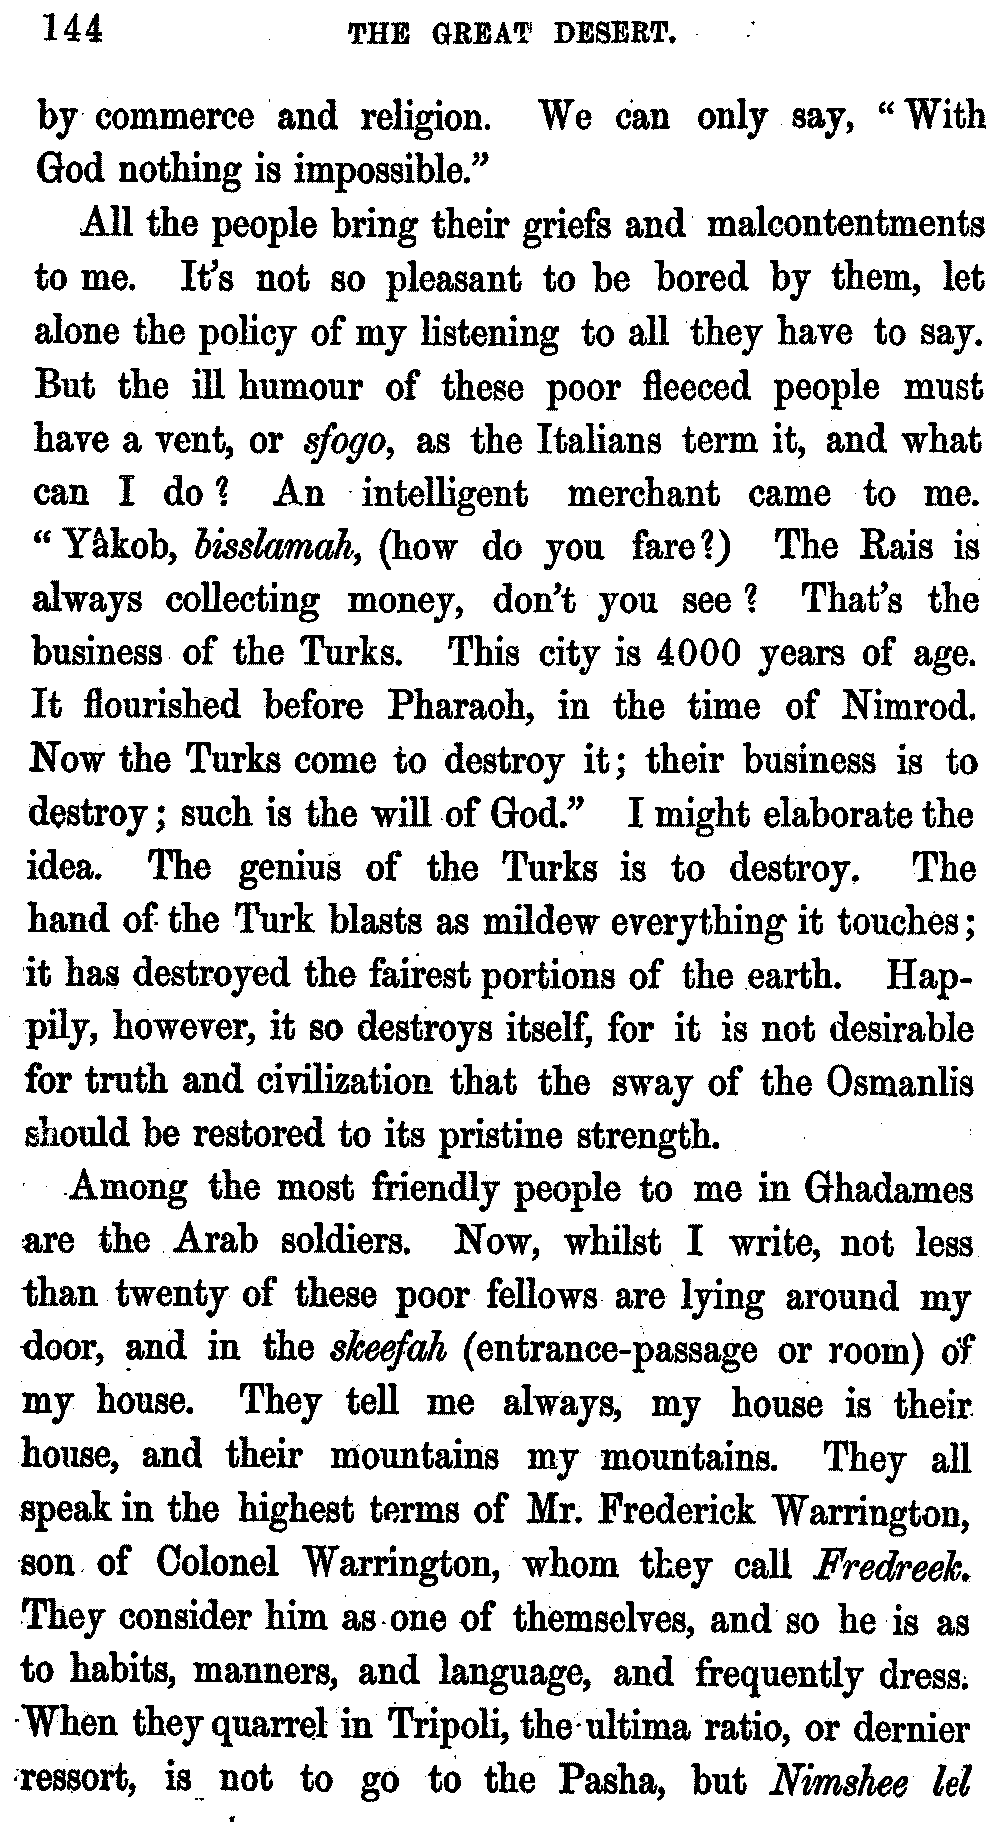 144 THE GREAT DESERT.
by commerce and religion. We can only say, “With
God nothing is impossible.”
All the people bring their griefs and malcontentments
to me. It’s not so pleasant to be bored by them, let
alone the policy of my listening to all they have to say.
But the ill humour of these poor fleeced people must
have a vent, or sfogo, as the Italians term it, and what
can I do? An intelligent merchant came to me.
“Yâkob, bisslamah, (how do you fare?) The Rais is
always collecting money, don’t you see? That’s the
business of the Turks. This city is 4000 years of age.
It flourished before Pharaoh, in the time of Nimrod.
Now the Turks come to destroy it; their business is to
destroy; such is the will of God.” I might elaborate the
idea. The genius of the Turks is to destroy. The
hand of the Turk blasts as mildew everything it touches;
it has destroyed the fairest portions of the earth. Hap-
pily, however, it so destroys itself, for it is not desirable
for truth and civilization that the sway of the Osmanlis
should be restored to its pristine strength.
Among the most friendly people to me in Ghadames
are the Arab soldiers. Now, whilst I write, not less
than twenty of these poor fellows are lying around my
door, and in the skeefah (entrance-passage or room) of
my house. They tell me always, my house is their
house, and their mountains my mountains. They all
speak in the highest terms of Mr. Frederick Warrington,
son of Colonel Warrington, whom they call Fredreek.
They consider him as one of themselves, and so he is as
to habits, manners, and language, and frequently dress.
When they quarrel in Tripoli, the ultima ratio, or dernier
ressort, is not to go to the Pasha, but Nimshee lel